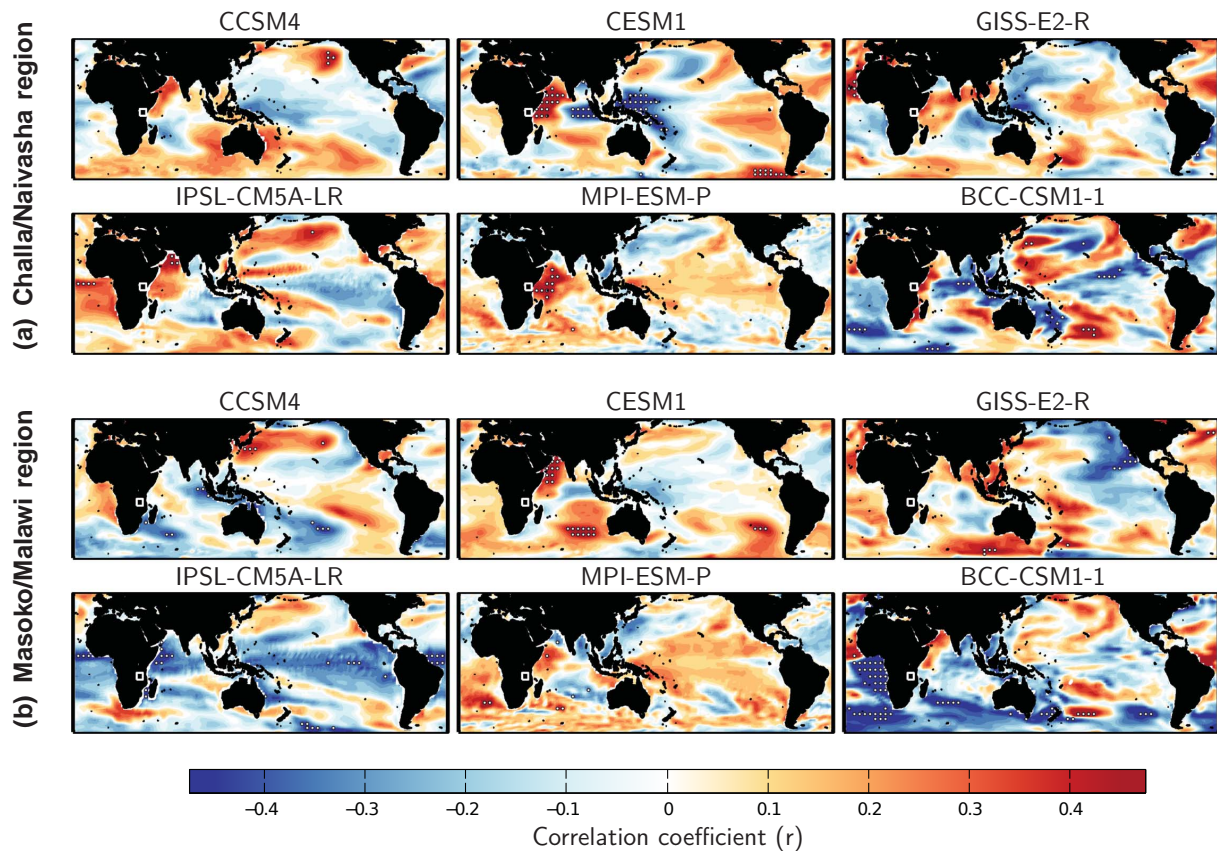 CCSM4 CESM1 GISS-E2-R
IPSL-CM5A-LR MPI-ESM-P BCC-CSM1-1
(a) Challa/Naivasha region
CCSM4 CESM1 GISS-E2-R
IPSL-CM5A-LR MPI-ESM-P BCC-CSM1-1
(b) Masoko/Malawi region
−0.4 −0.3 −0.2 −0.1 0 0.1 0.2 0.3 0.4
Correlation coefficient (r)